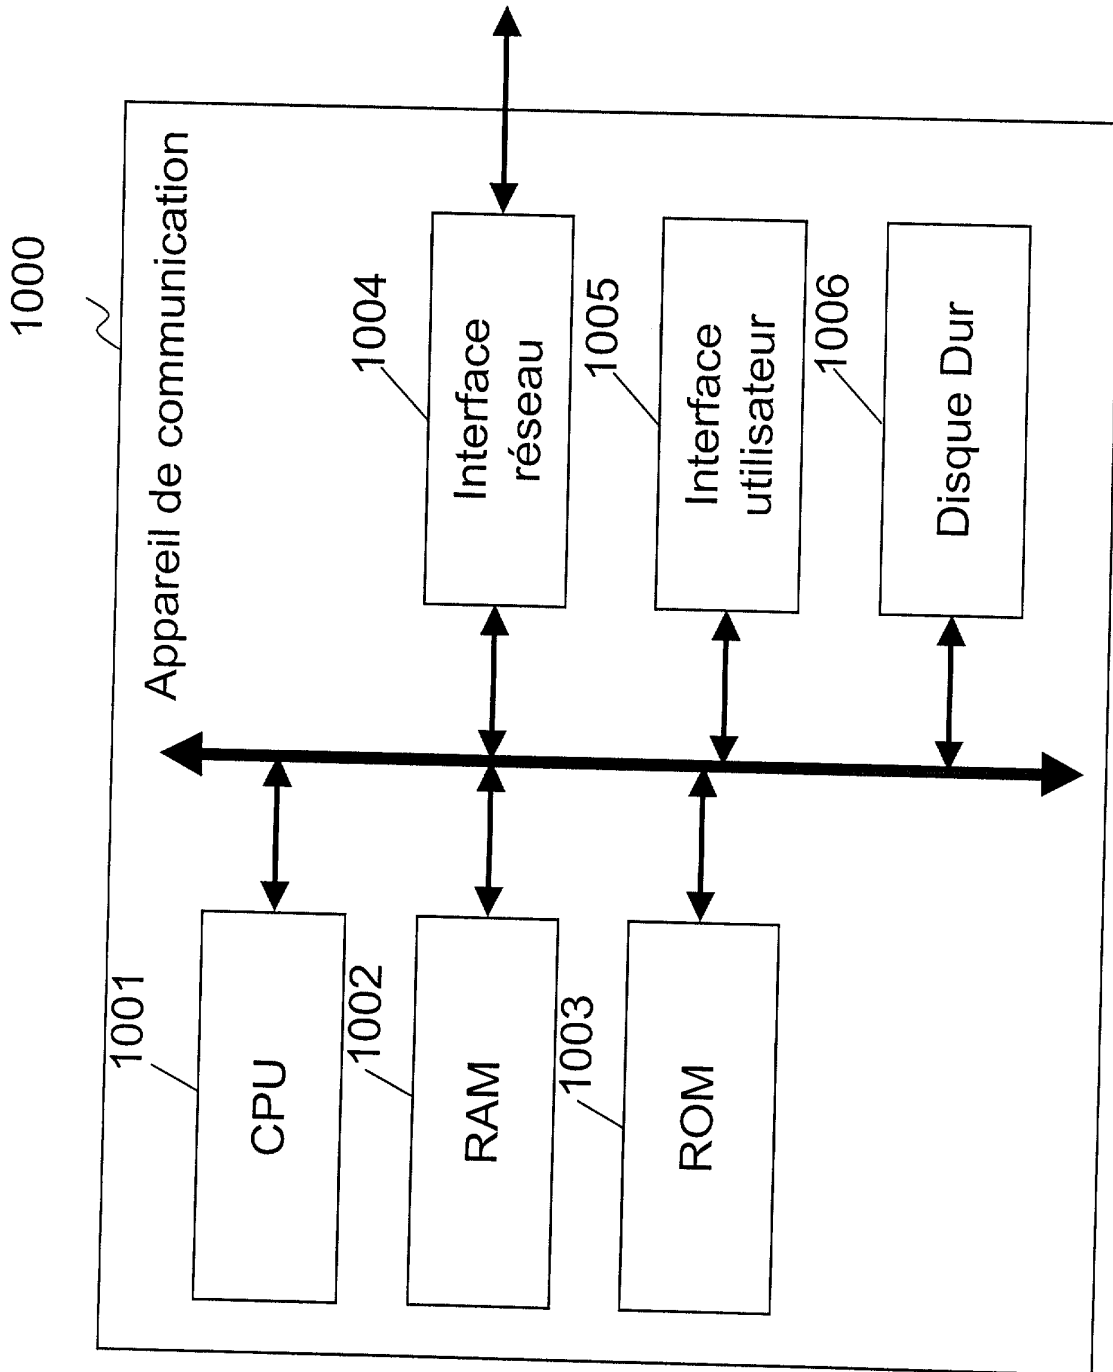 1000
Appareil de communication
1001
CPU
1002
RAM
1003
ROM
1004
Interface
réseau
1005
Interface
utilisateur
1006
Disque Dur